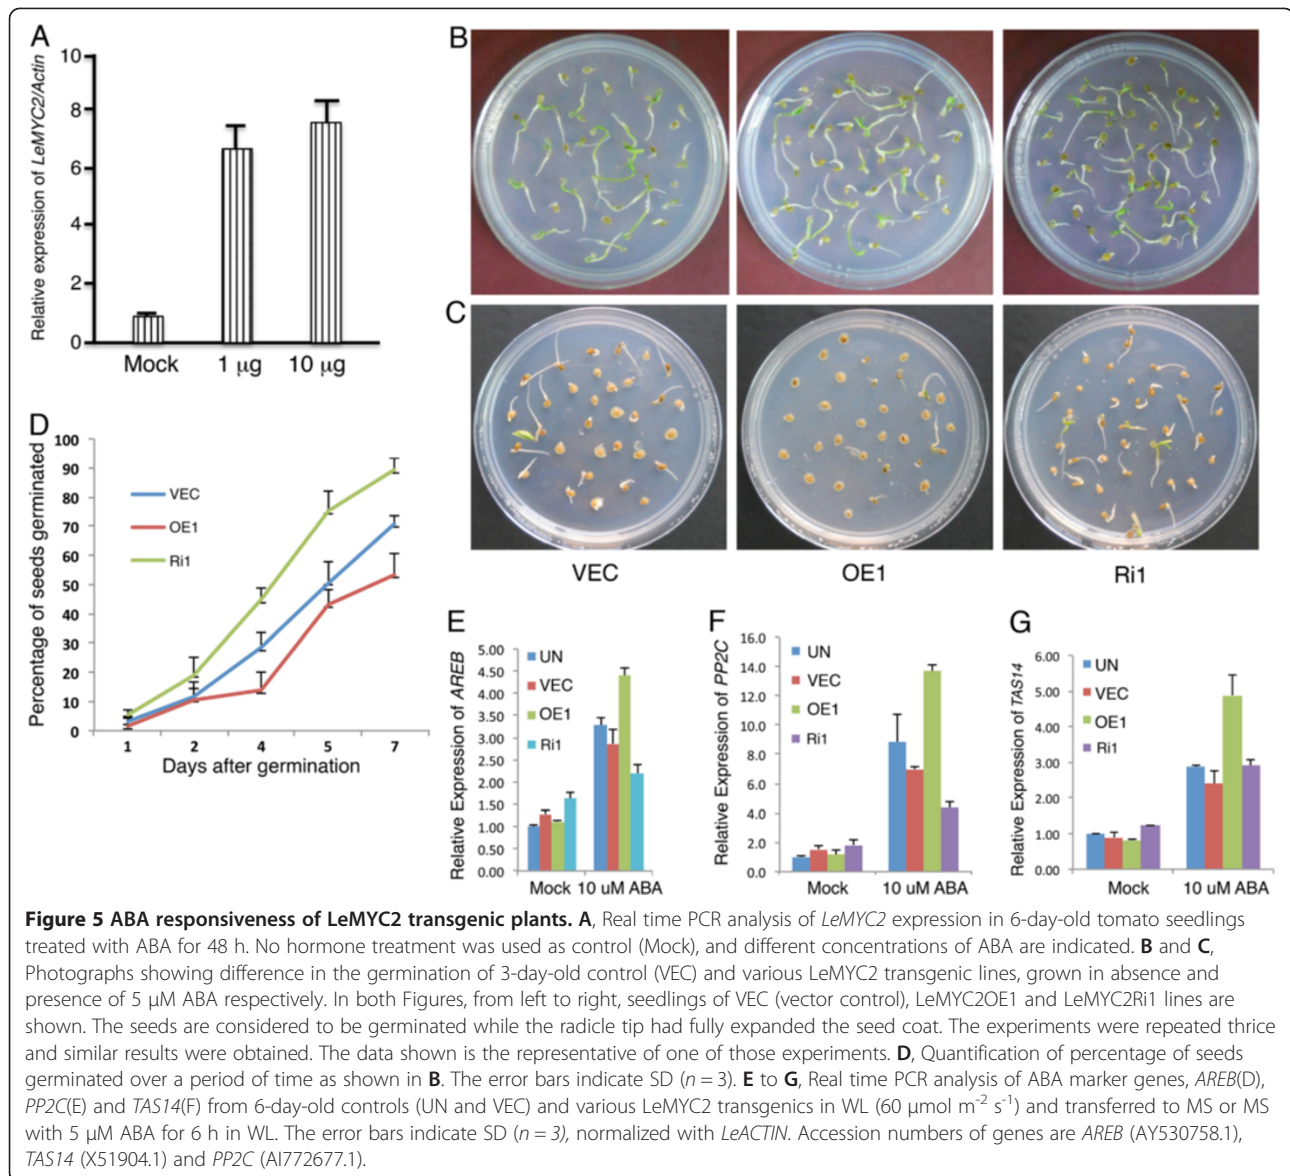 A
Relative expression of LeMYC2/Actin
10
8
6
4
2
0
Mock 1 μg 10 μg
B
C
VEC OE1 Ri1
D
Percentage of seeds germinated
100
90
80
70
60
50
40
30
20
10
0
VEC
OE1
Ri1
1 2 4 5 7
Days after germination
E
Relative Expression of AREB
5.00
4.50
4.00
3.50
3.00
2.50
2.00
1.50
1.00
0.50
0.00
UN
VEC
OE1
Ri1
Mock 10 uM ABA
F
Relative Expression of PP2C
16.0
14.0
12.0
10.0
8.0
6.0
4.0
2.0
0.0
UN
VEC
OE1
Ri1
Mock 10 uM ABA
G
Relative Expression of TAS14
6.00
5.00
4.00
3.00
2.00
1.00
0.00
UN
VEC
OE1
Ri1
Mock 10 uM ABA
Figure 5 ABA responsiveness of LeMYC2 transgenic plants. A, Real time PCR analysis of LeMYC2 expression in 6-day-old tomato seedlings
treated with ABA for 48 h. No hormone treatment was used as control (Mock), and different concentrations of ABA are indicated. B and C,
Photographs showing difference in the germination of 3-day-old control (VEC) and various LeMYC2 transgenic lines, grown in absence and
presence of 5 μM ABA respectively. In both Figures, from left to right, seedlings of VEC (vector control), LeMYC2OE1 and LeMYC2Ri1 lines are
shown. The seeds are considered to be germinated while the radicle tip had fully expanded the seed coat. The experiments were repeated thrice
and similar results were obtained. The data shown is the representative of one of those experiments. D, Quantification of percentage of seeds
germinated over a period of time as shown in B. The error bars indicate SD (n = 3). E to G, Real time PCR analysis of ABA marker genes, AREB(D),
PP2C(E) and TAS14(F) from 6-day-old controls (UN and VEC) and various LeMYC2 transgenics in WL (60 μmol m⁻² s⁻¹) and transferred to MS or MS
with 5 μM ABA for 6 h in WL. The error bars indicate SD (n = 3), normalized with LeACTIN. Accession numbers of genes are AREB (AY530758.1),
TAS14 (X51904.1) and PP2C (AI772677.1).